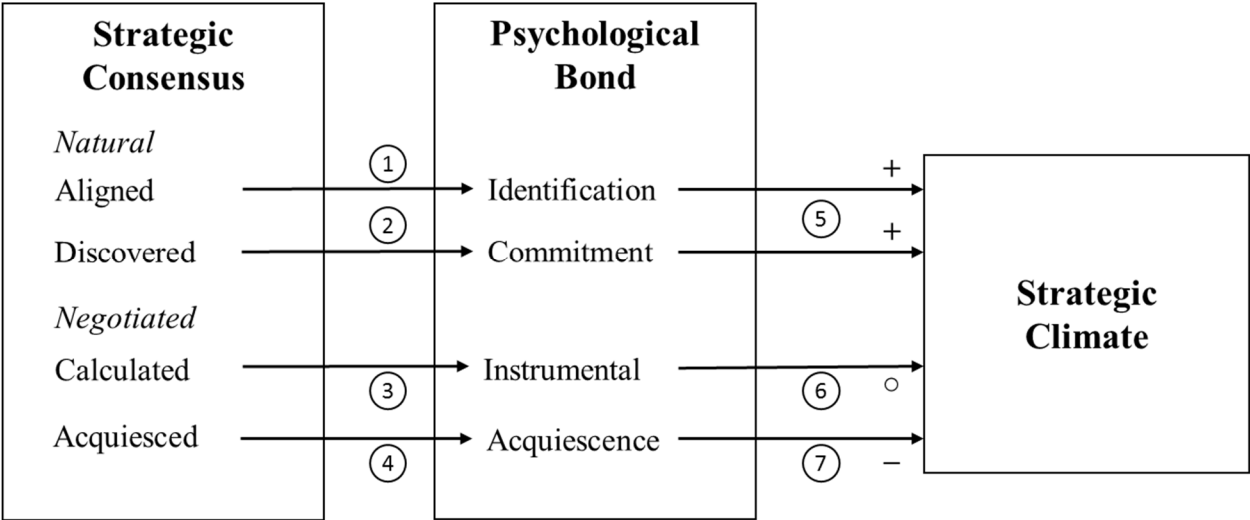 Strategic
Consensus
Natural
Aligned
Discovered
Negotiated
Calculated
Acquiesced
1
2
3
4
Psychological
Bond
Identification
Commitment
Instrumental
Acquiescence
+
5
+
6
○
7
−
Strategic
Climate